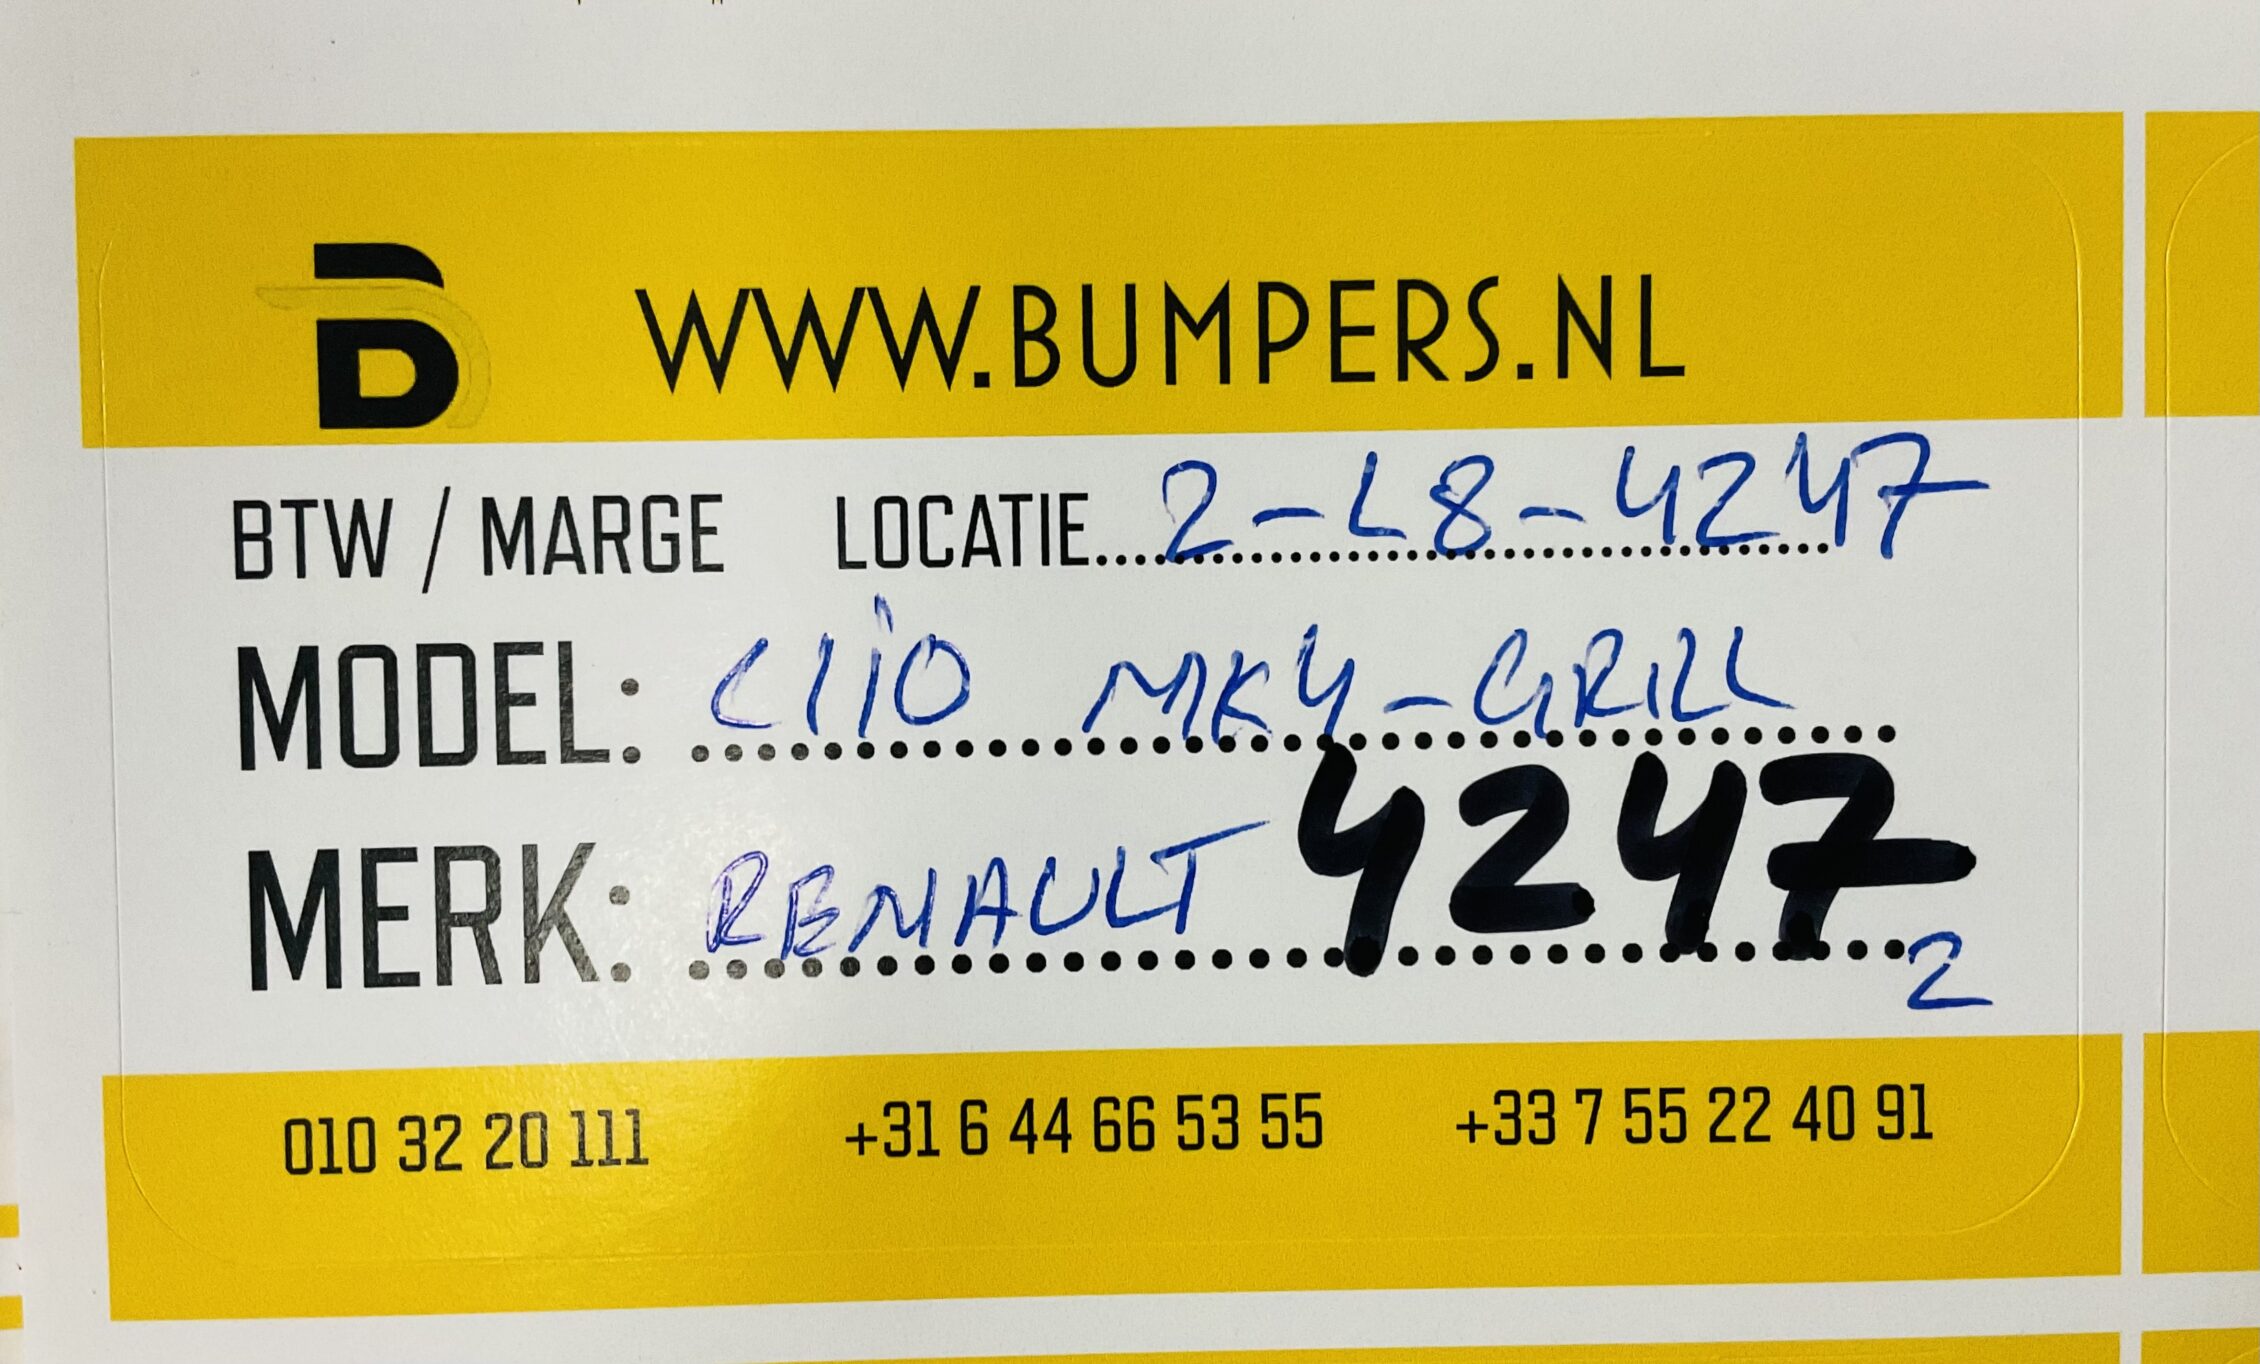 WWW.BUMPERS.NL
BTW / MARGE LOCATIE....2-L8-4247
MODEL: Cliio MK4-GRILL
MERK: RENAULT 4247
2
010 32 20 111 +31 6 44 66 53 55 +33 7 55 22 40 91